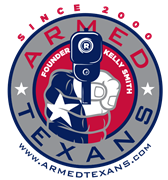 SINCE 2000
ARMED
FOUNDER
KELLY SMITH
R
TEXANS
WWW.ARMEDTEXANS.COM